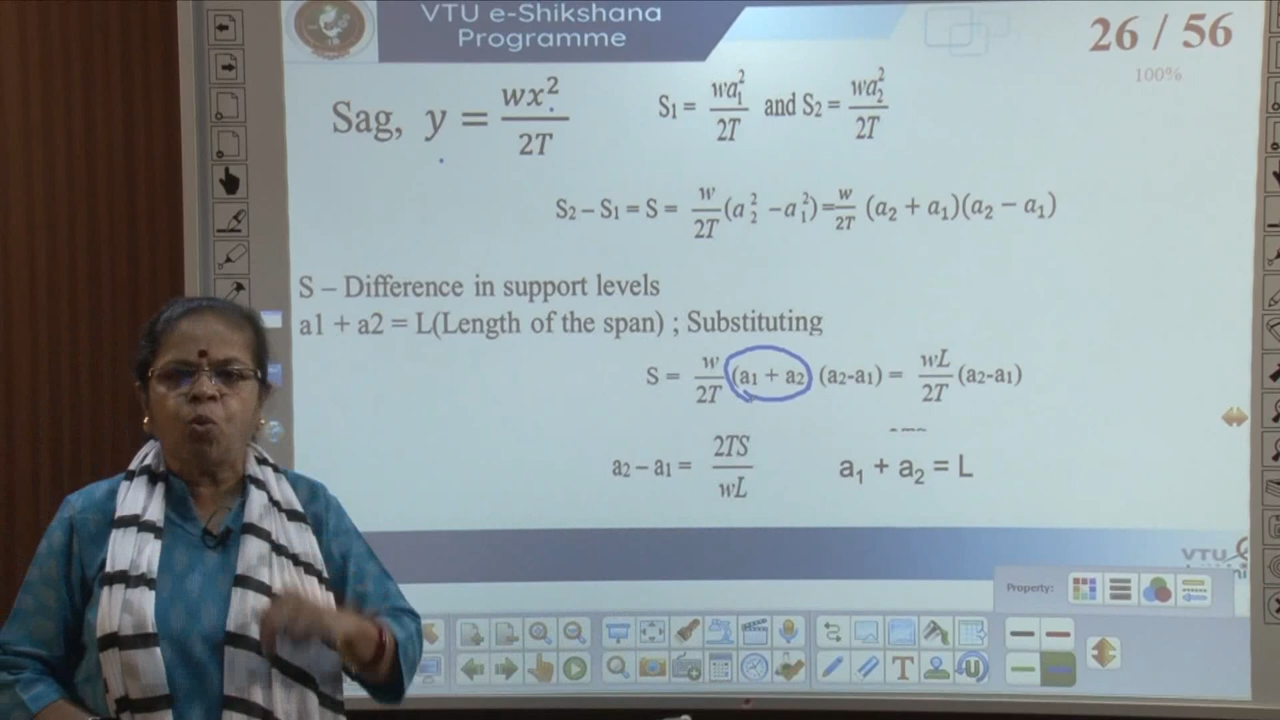 VTU e-Shikshana
Programme
26 / 56
100%
Sag, y = wx²/2T
S₁ = wa₁²/2T and S₂ = wa₂²/2T
S₂ – S₁ = S = w/2T (a₂² – a₁²) = w/2T (a₂ + a₁)(a₂ – a₁)
S – Difference in support levels
a1 + a2 = L(Length of the span) ; Substituting
S = w/2T (a₁ + a₂) (a₂-a₁) = wL/2T (a₂-a₁)
a₂ – a₁ = 2TS/wL
a₁ + a₂ = L
VTU
Property: